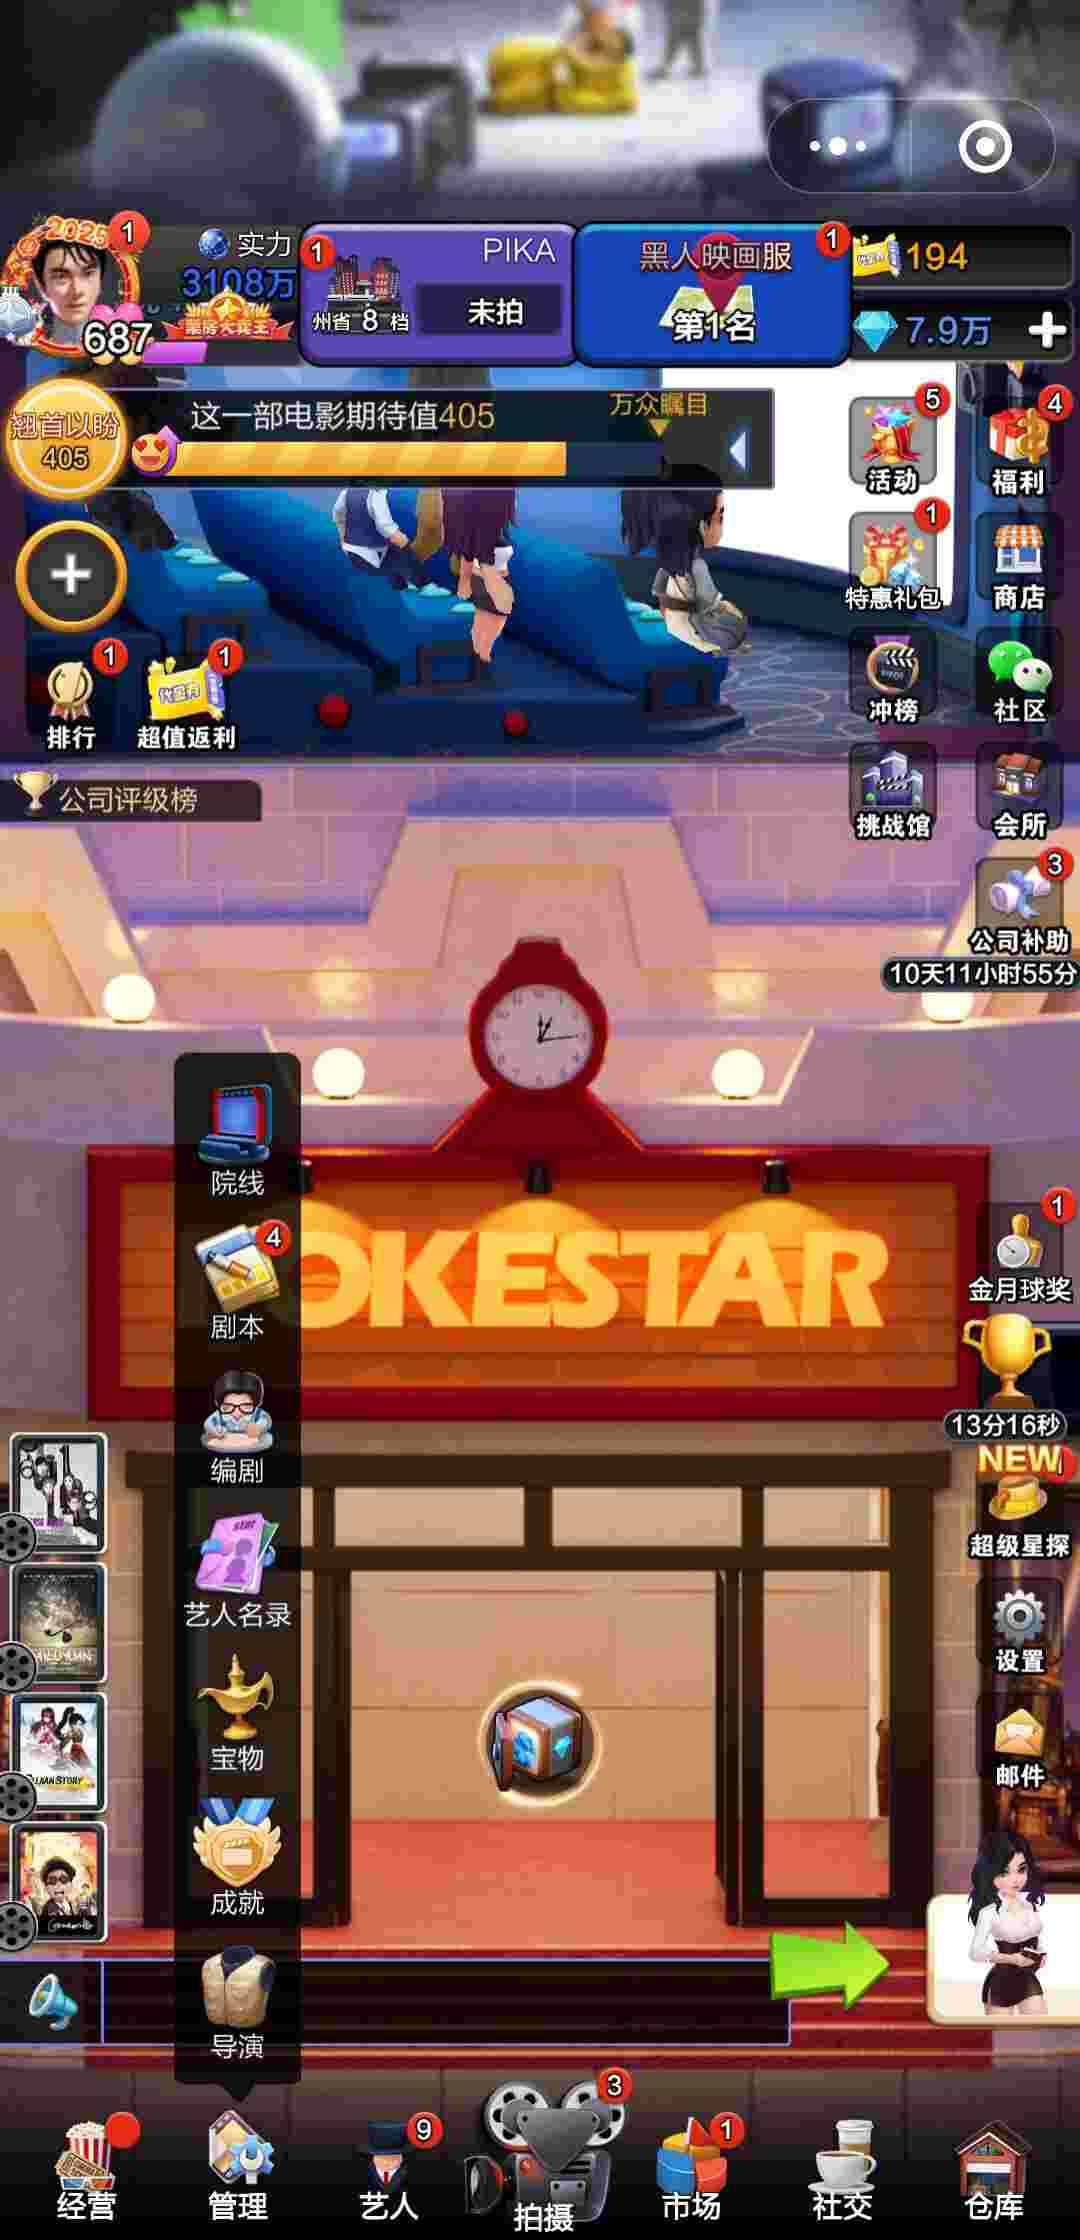 2025
1
实力
3108万
票房大赢王
687
1
PIKA
州省 8 档
未拍
黑人映画服
1
第1名
194
7.9万
翘首以盼
405
这一部电影期待值405
万众瞩目
5
活动
4
福利
1
特惠礼包
商店
1
排行
1
超值返利
冲榜
社区
公司评级榜
挑战馆
会所
3
公司补助
10天11小时55分
院线
4
剧本
OKESTAR
1
金月球奖
13分16秒
编剧
NEW
超级星探
star
艺人名录
设置
宝物
邮件
成就
导演
经营
管理
9
艺人
3
拍摄
1
市场
社交
仓库